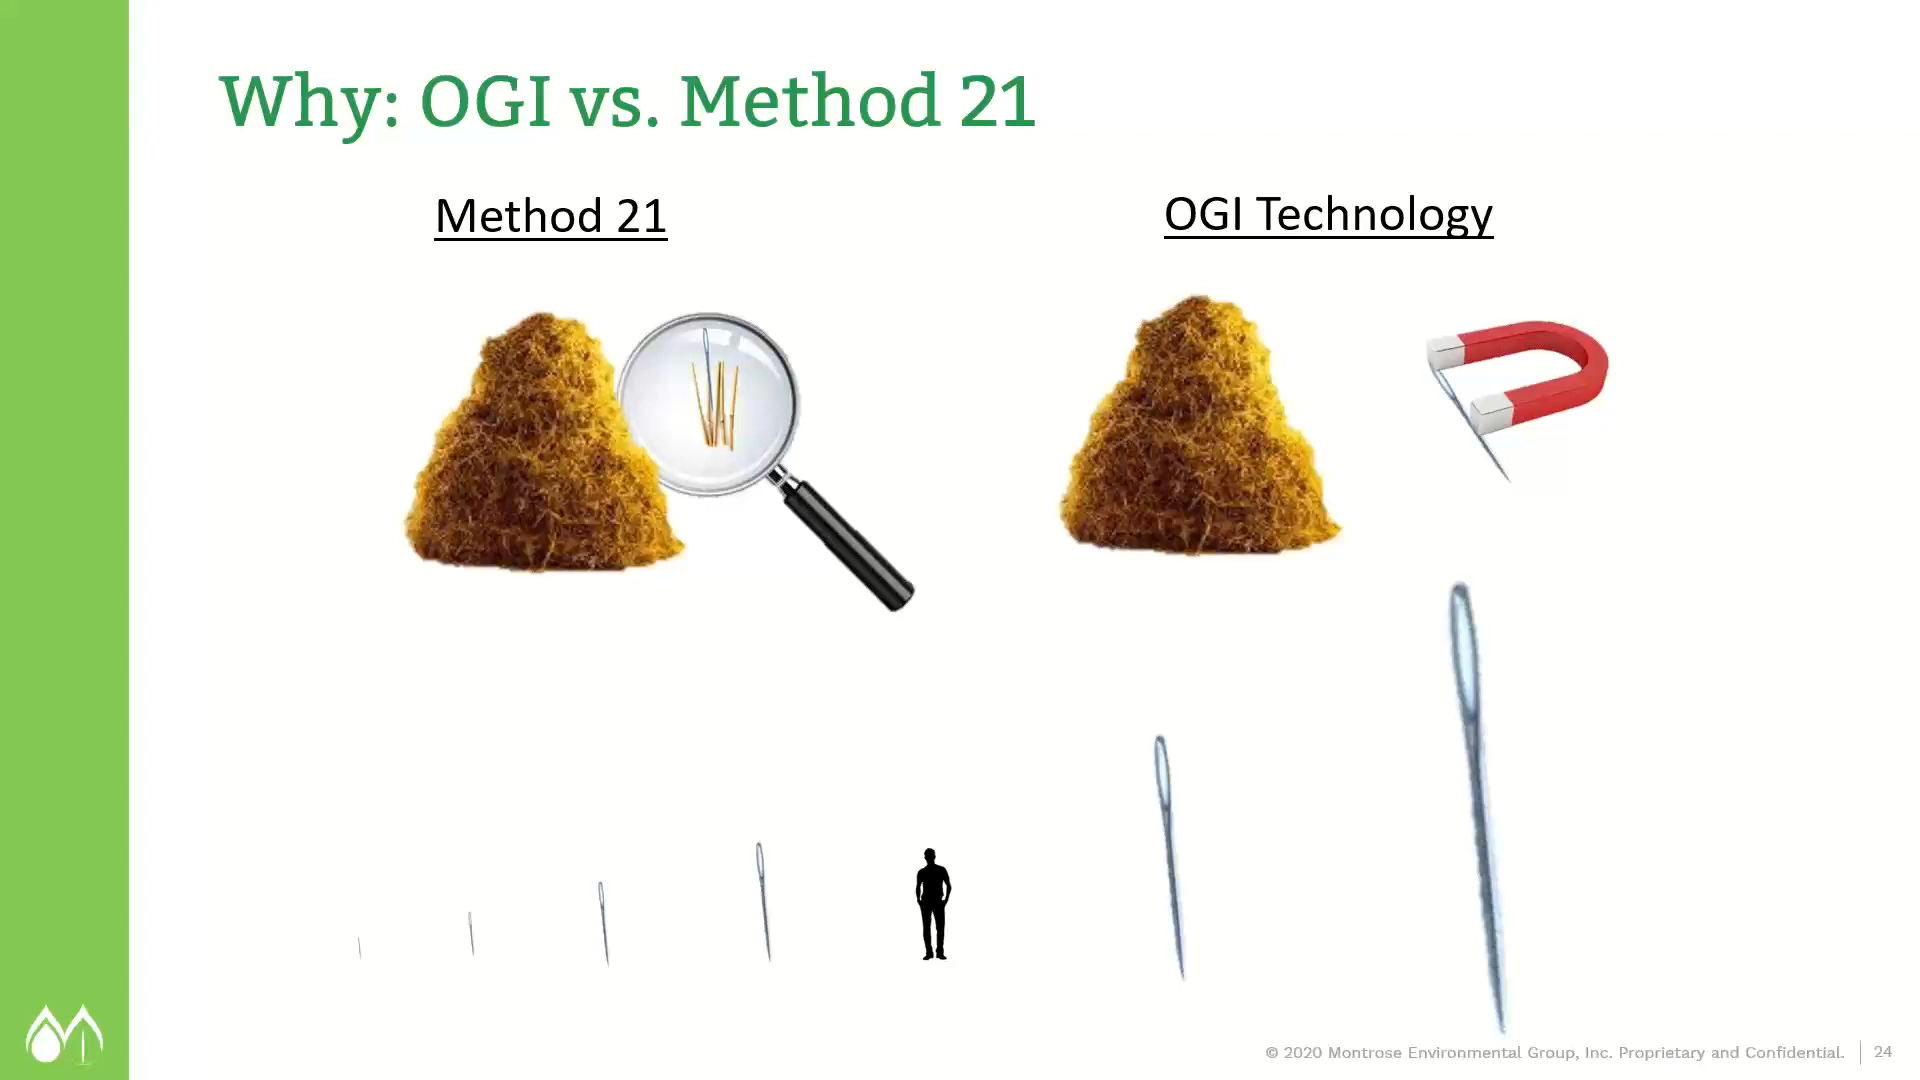 Why: OGI vs. Method 21
Method 21
OGI Technology
© 2020 Montrose Environmental Group, Inc. Proprietary and Confidential.
24